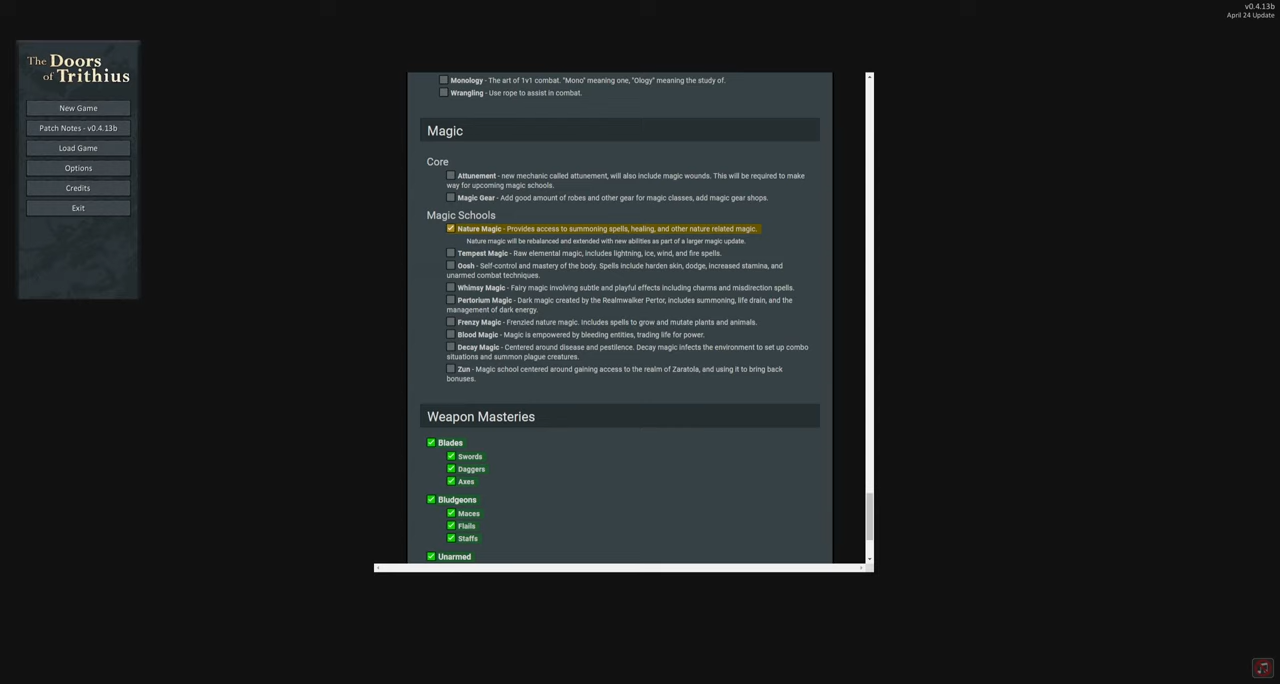 v0.4.13b
April 24 Update
The Doors
of Trithius
New Game
Patch Notes - v0.4.13b
Load Game
Options
Credits
Exit
Monology - The art of 1v1 combat. "Mono" meaning one, "Ology" meaning the study of.
Wrangling - Use rope to assist in combat.
Magic
Core
Attunement - new mechanic called attunement, will also include magic wounds. This will be required to make
way for upcoming magic schools.
Magic Gear - Add good amount of robes and other gear for magic classes, add magic gear shops.
Magic Schools
Nature Magic - Provides access to summoning spells, healing, and other nature related magic.
Nature magic will be rebalanced and extended with new abilities as part of a larger magic update.
Tempest Magic - Raw elemental magic, includes lightning, ice, wind, and fire spells.
Oosh - Self-control and mastery of the body. Spells include harden skin, dodge, increased stamina, and
unarmed combat techniques.
Whimsy Magic - Fairy magic involving subtle and playful effects including charms and misdirection spells.
Pertorium Magic - Dark magic created by the Realmwalker Pertor, includes summoning, life drain, and the
management of dark energy.
Frenzy Magic - Frenzied nature magic. Includes spells to grow and mutate plants and animals.
Blood Magic - Magic is empowered by bleeding entities, trading life for power.
Decay Magic - Centered around disease and pestilence. Decay magic infects the environment to set up combo
situations and summon plague creatures.
Zun - Magic school centered around gaining access to the realm of Zaratola, and using it to bring back
bonuses.
Weapon Masteries
Blades
Swords
Daggers
Axes
Bludgeons
Maces
Flails
Staffs
Unarmed